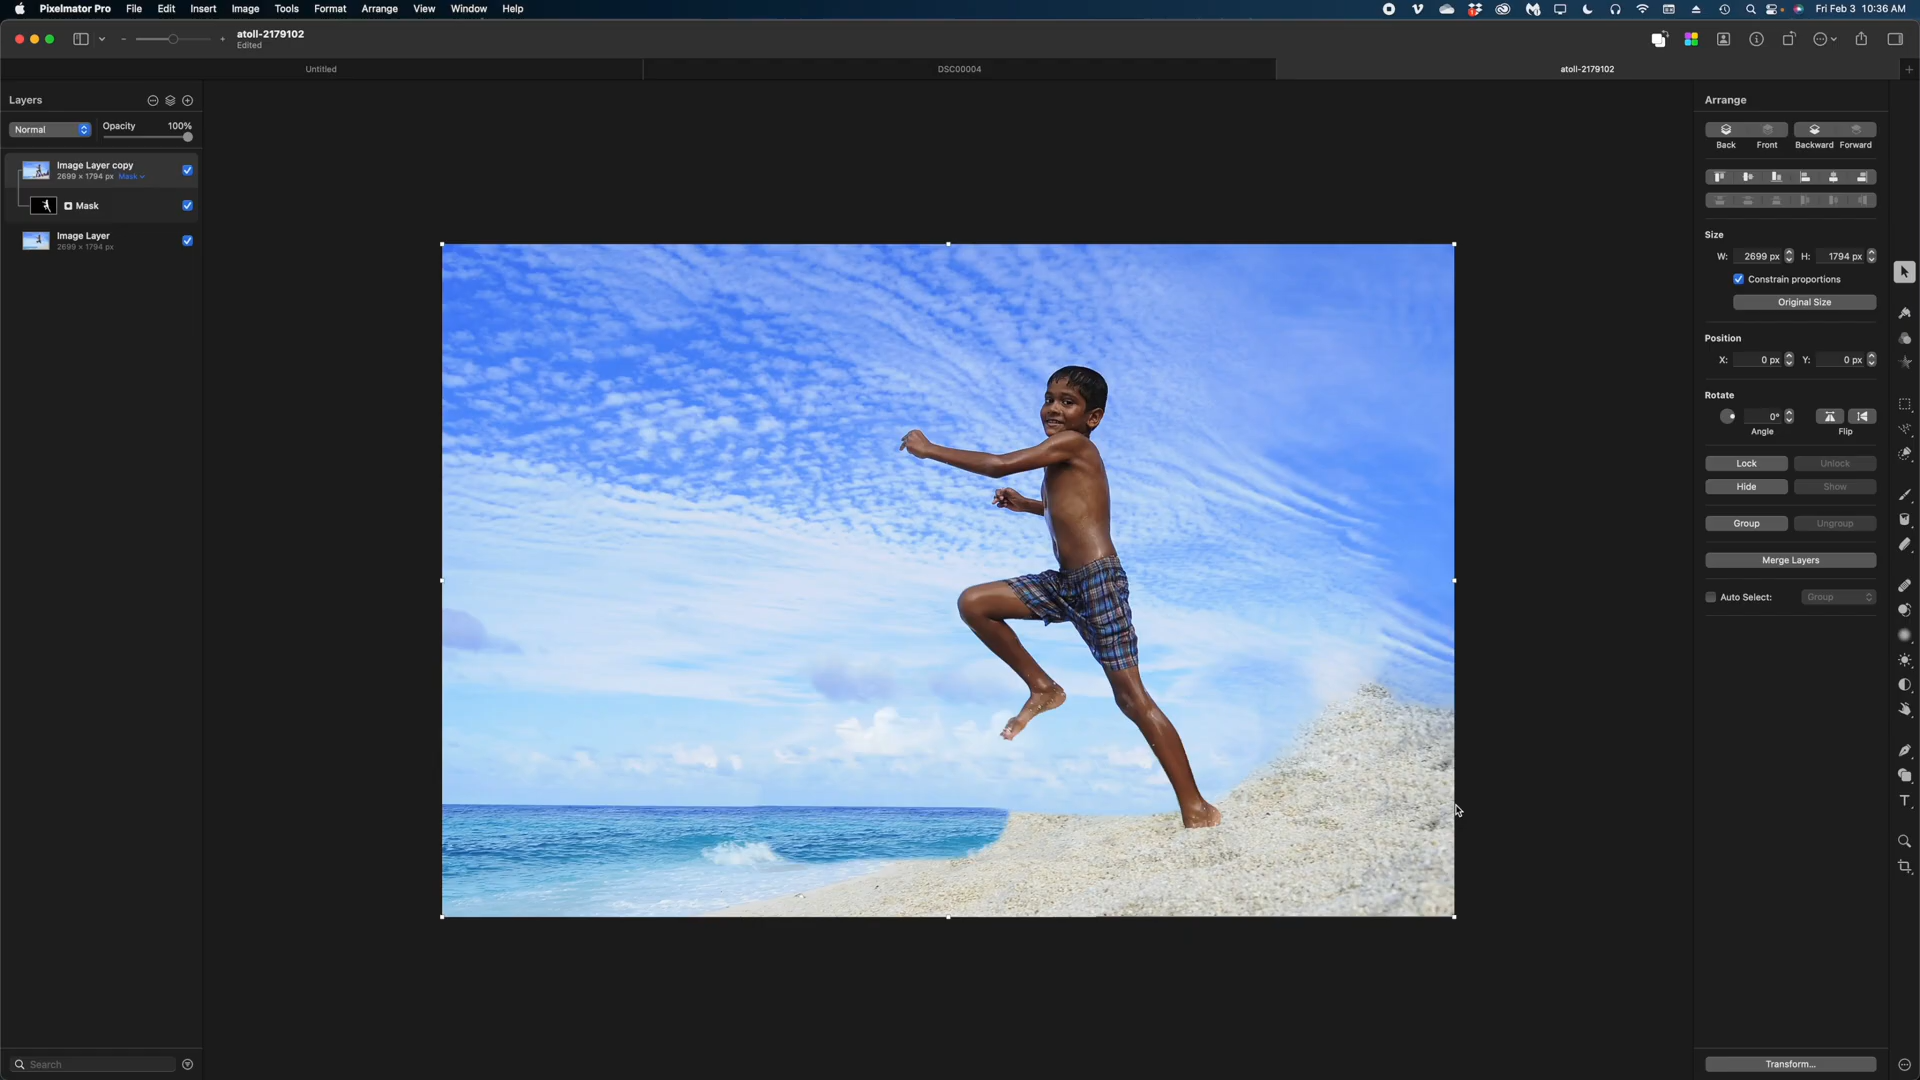 Pixelmator Pro File Edit Insert Image Tools Format Arrange View Window Help
Fri Feb 3 10:36 AM
atoll-2179102
Edited
Untitled
DSC00004
atoll-2179102
Layers
Normal
Opacity 100%
Image Layer copy
2699 × 1794 px Mask
Mask
Image Layer
2699 × 1794 px
Search
Arrange
Back Front Backward Forward
Size
W: 2699 px H: 1794 px
Constrain proportions
Original Size
Position
X: 0 px Y: 0 px
Rotate
0°
Angle Flip
Lock Unlock
Hide Show
Group Ungroup
Merge Layers
Auto Select: Group
Transform...